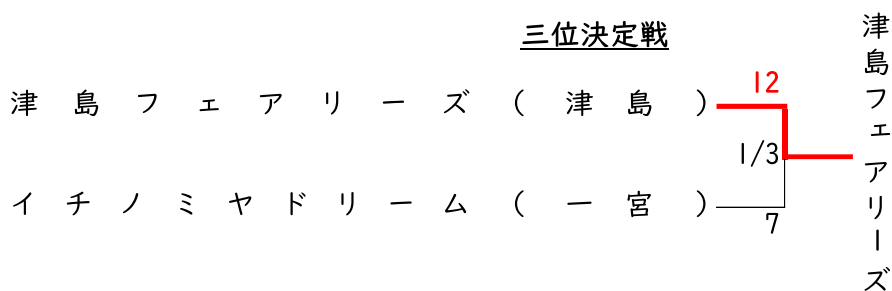 三位決定戦
津島フェアリーズ(津島)
12
1/3
イチノミヤドリーム(一宮)
7
津島フェアリーズ